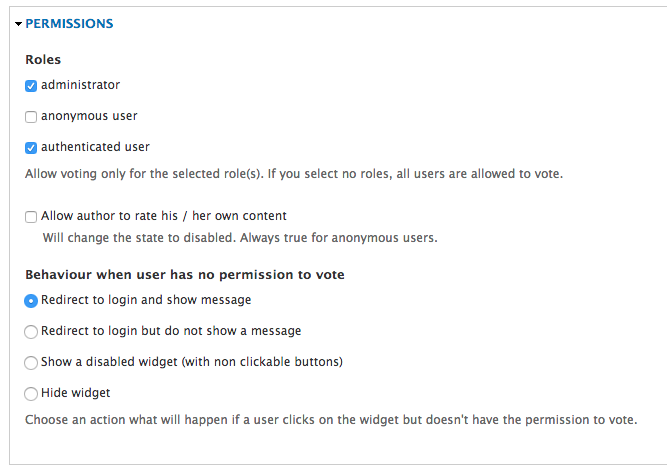 PERMISSIONS
Roles
administrator
anonymous user
authenticated user
Allow voting only for the selected role(s). If you select no roles, all users are allowed to vote.
Allow author to rate his / her own content
Will change the state to disabled. Always true for anonymous users.
Behaviour when user has no permission to vote
Redirect to login and show message
Redirect to login but do not show a message
Show a disabled widget (with non clickable buttons)
Hide widget
Choose an action what will happen if a user clicks on the widget but doesn't have the permission to vote.